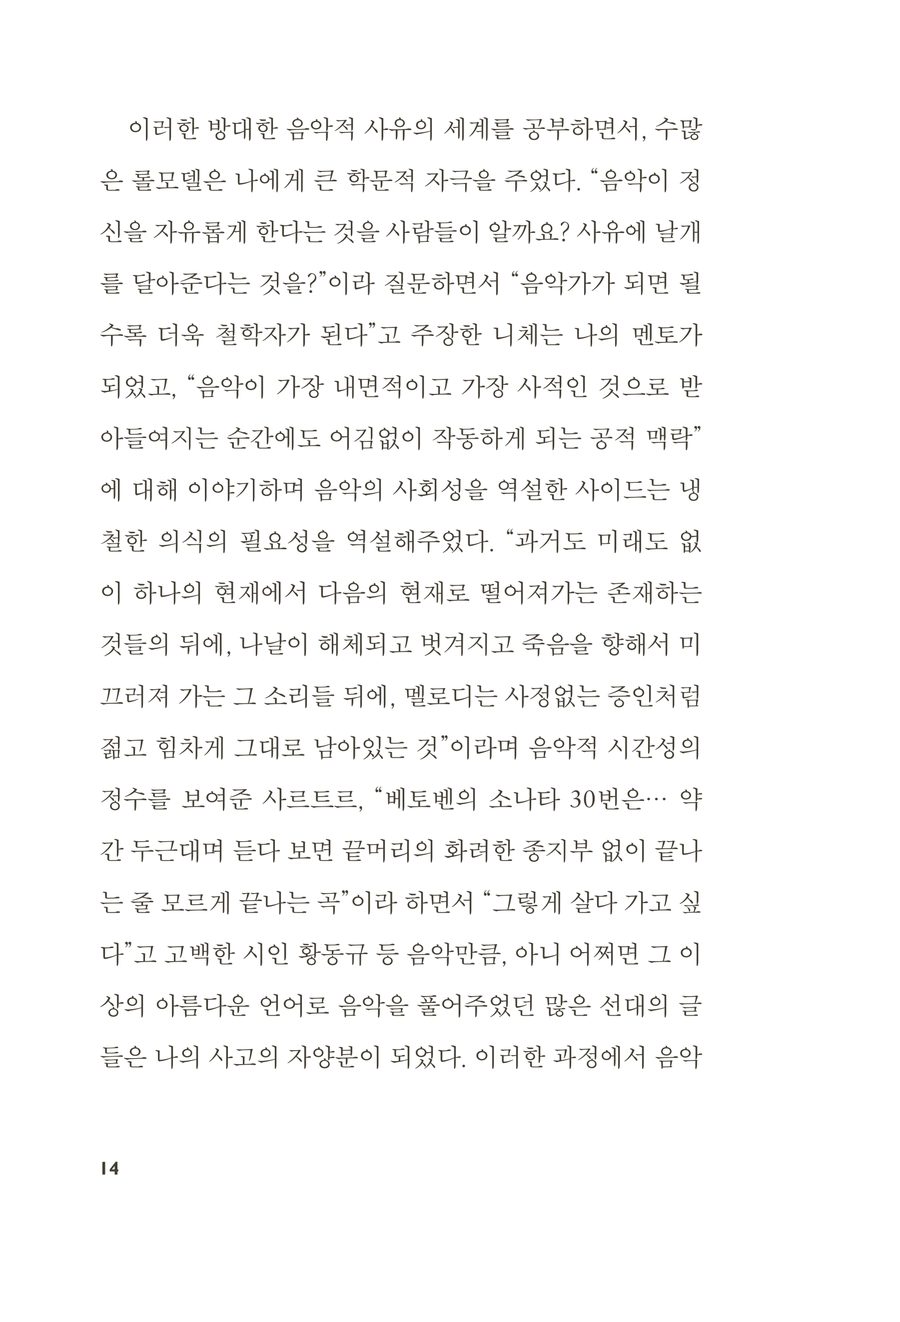 이러한 방대한 음악적 사유의 세계를 공부하면서, 수많
은 롤모델은 나에게 큰 학문적 자극을 주었다. “음악이 정
신을 자유롭게 한다는 것을 사람들이 알까요? 사유에 날개
를 달아준다는 것을?”이라 질문하면서 “음악가가 되면 될
수록 더욱 철학자가 된다”고 주장한 니체는 나의 멘토가
되었고, “음악이 가장 내면적이고 가장 사적인 것으로 받
아들여지는 순간에도 어김없이 작동하게 되는 공적 맥락”
에 대해 이야기하며 음악의 사회성을 역설한 사이드는 냉
철한 의식의 필요성을 역설해주었다. “과거도 미래도 없
이 하나의 현재에서 다음의 현재로 떨어져가는 존재하는
것들의 뒤에, 나날이 해체되고 벗겨지고 죽음을 향해서 미
끄러져 가는 그 소리들 뒤에, 멜로디는 사정없는 증인처럼
젊고 힘차게 그대로 남아있는 것”이라며 음악적 시간성의
정수를 보여준 사르트르, “베토벤의 소나타 30번은… 약
간 두근대며 듣다 보면 끝머리의 화려한 종지부 없이 끝나
는 줄 모르게 끝나는 곡”이라 하면서 “그렇게 살다 가고 싶
다”고 고백한 시인 황동규 등 음악만큼, 아니 어쩌면 그 이
상의 아름다운 언어로 음악을 풀어주었던 많은 선대의 글
들은 나의 사고의 자양분이 되었다. 이러한 과정에서 음악
14